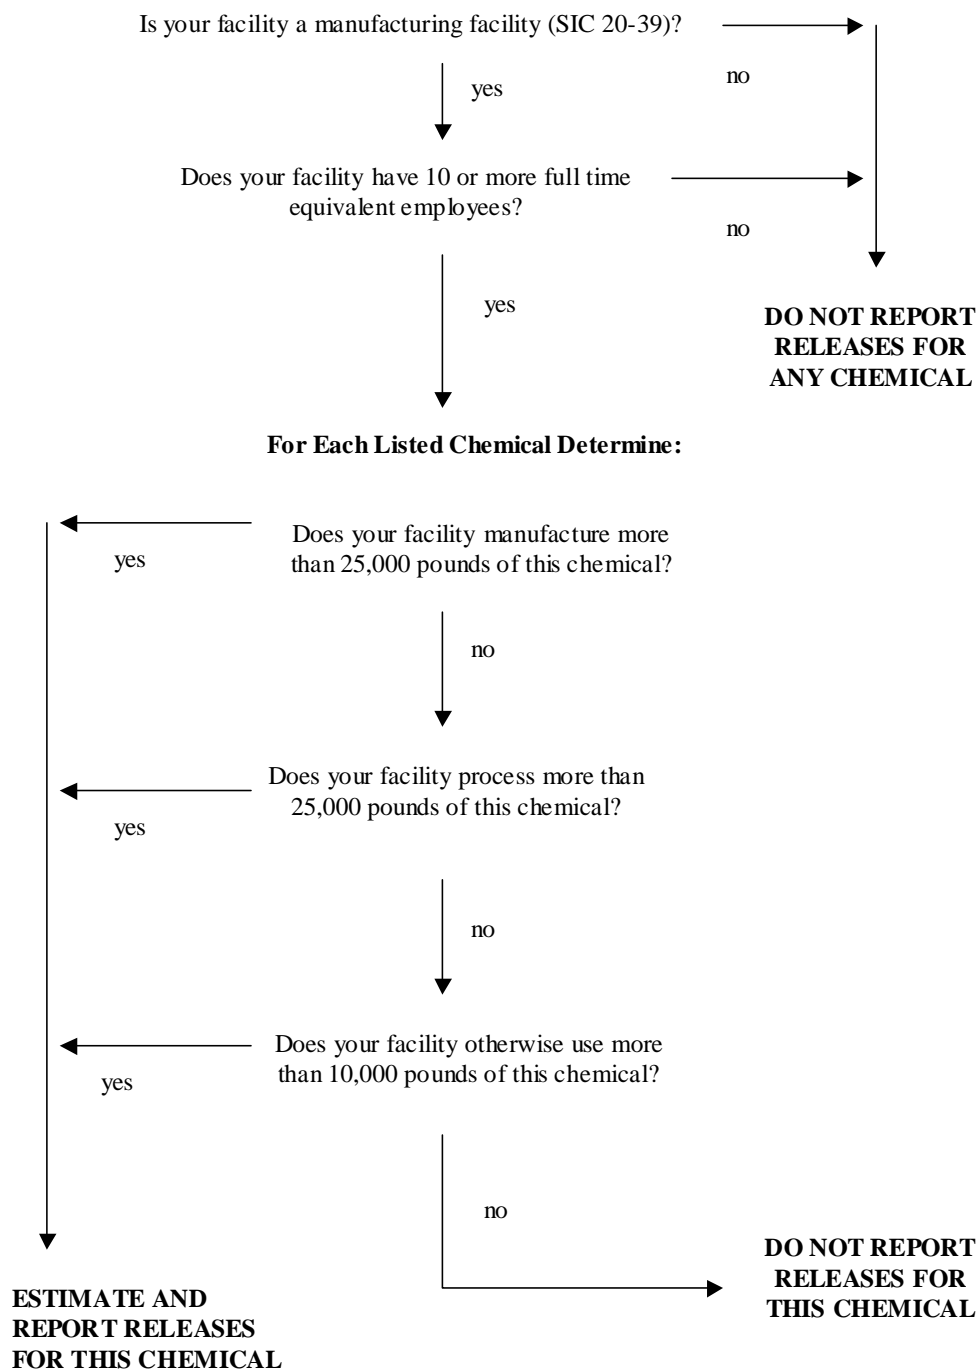 Is your facility a manufacturing facility (SIC 20-39)?
no
yes
Does your facility have 10 or more full time
equivalent employees?
no
yes
DO NOT REPORT
RELEASES FOR
ANY CHEMICAL
For Each Listed Chemical Determine:
Does your facility manufacture more
than 25,000 pounds of this chemical?
yes
no
Does your facility process more than
25,000 pounds of this chemical?
yes
no
Does your facility otherwise use more
than 10,000 pounds of this chemical?
yes
no
DO NOT REPORT
RELEASES FOR
THIS CHEMICAL
ESTIMATE AND
REPORT RELEASES
FOR THIS CHEMICAL